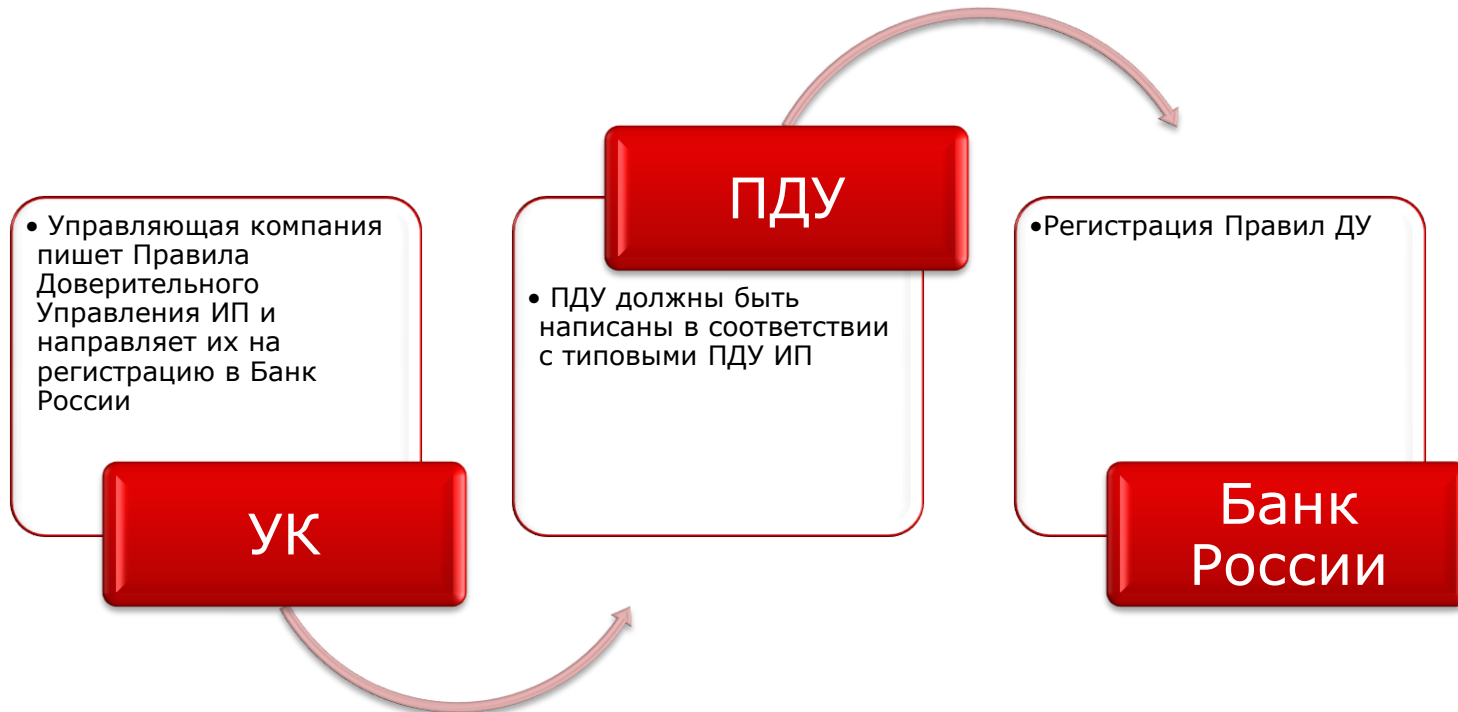 • Управляющая компания
пишет Правила
Доверительного
Управления ИП и
направляет их на
регистрацию в Банк
России
УК
ПДУ
• ПДУ должны быть
написаны в соответствии
с типовыми ПДУ ИП
•Регистрация Правил ДУ
Банк
России